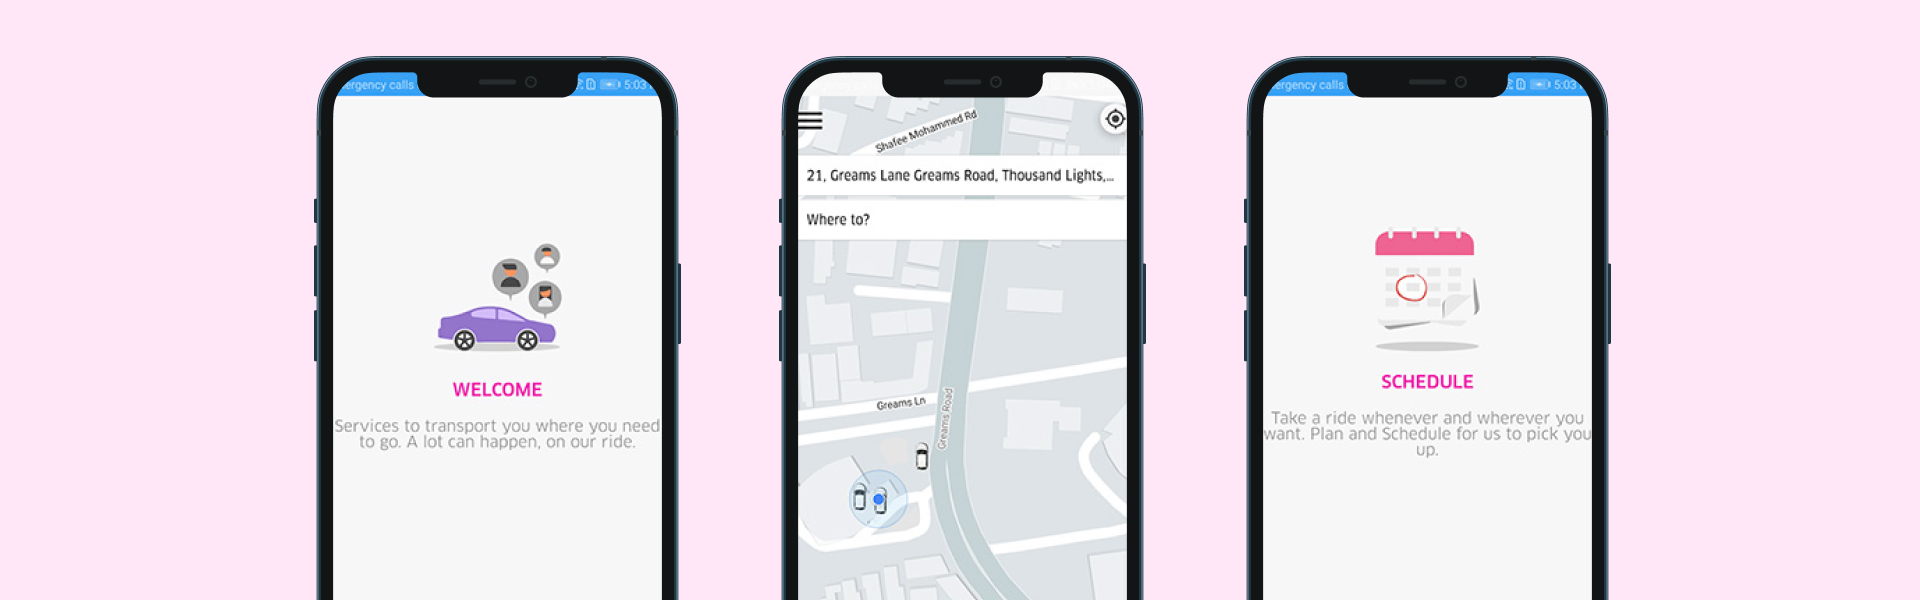 ergency calls
5:03
WELCOME
Services to transport you where you need
to go. A lot can happen, on our ride.
Shafee Mohammed Rd
21, Greams Lane Greams Road, Thousand Lights,...
Where to?
Greams Ln
Greams Road
ergency calls
5:03
SCHEDULE
Take a ride whenever and wherever you
want. Plan and Schedule for us to pick you
up.